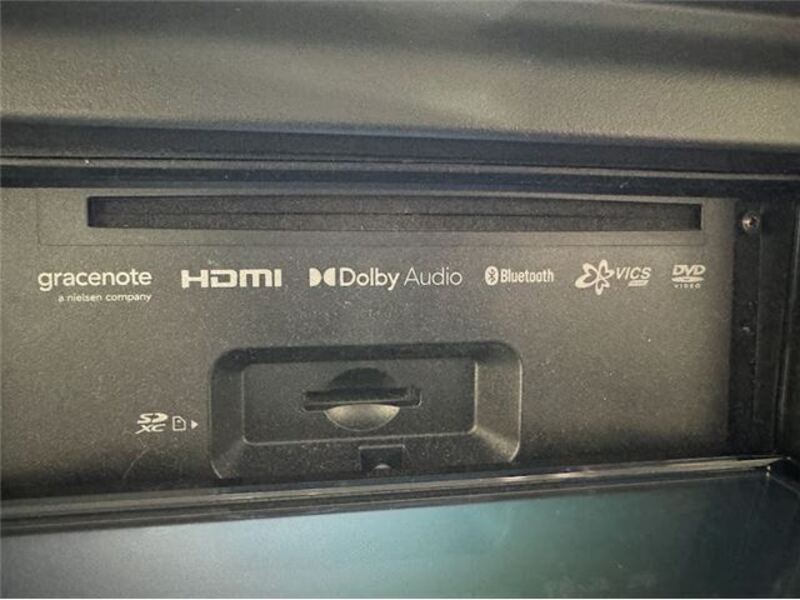 gracenote
a nielsen company
HDMI
Dolby Audio
Bluetooth
VICS
DVD
VIDEO
SD
XC